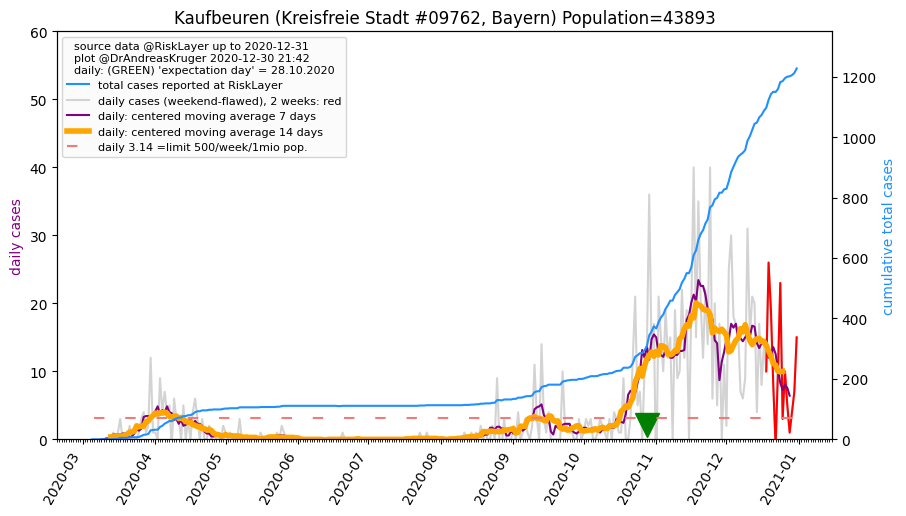 Kaufbeuren (Kreisfreie Stadt #09762, Bayern) Population=43893
source data @RiskLayer up to 2020-12-31
plot @DrAndreasKruger 2020-12-30 21:42
daily: (GREEN) 'expectation day' = 28.10.2020
total cases reported at RiskLayer
daily cases (weekend-flawed), 2 weeks: red
daily: centered moving average 7 days
daily: centered moving average 14 days
daily 3.14 =limit 500/week/1mio pop.
daily cases
60
50
40
30
20
10
0
cumulative total cases
1200
1000
800
600
400
200
0
2020-03
2020-04
2020-05
2020-06
2020-07
2020-08
2020-09
2020-10
2020-11
2020-12
2021-01